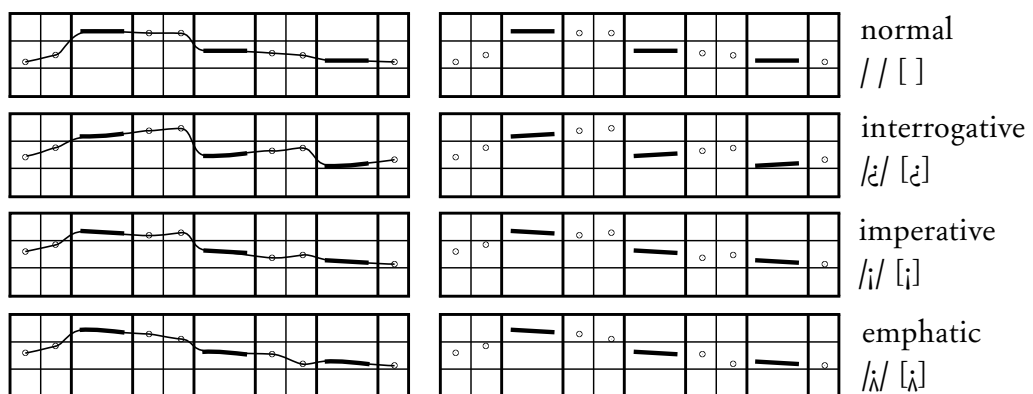 normal
/ / [ ]
interrogative
/¿/ [¿]
imperative
/¡/ [¡]
emphatic